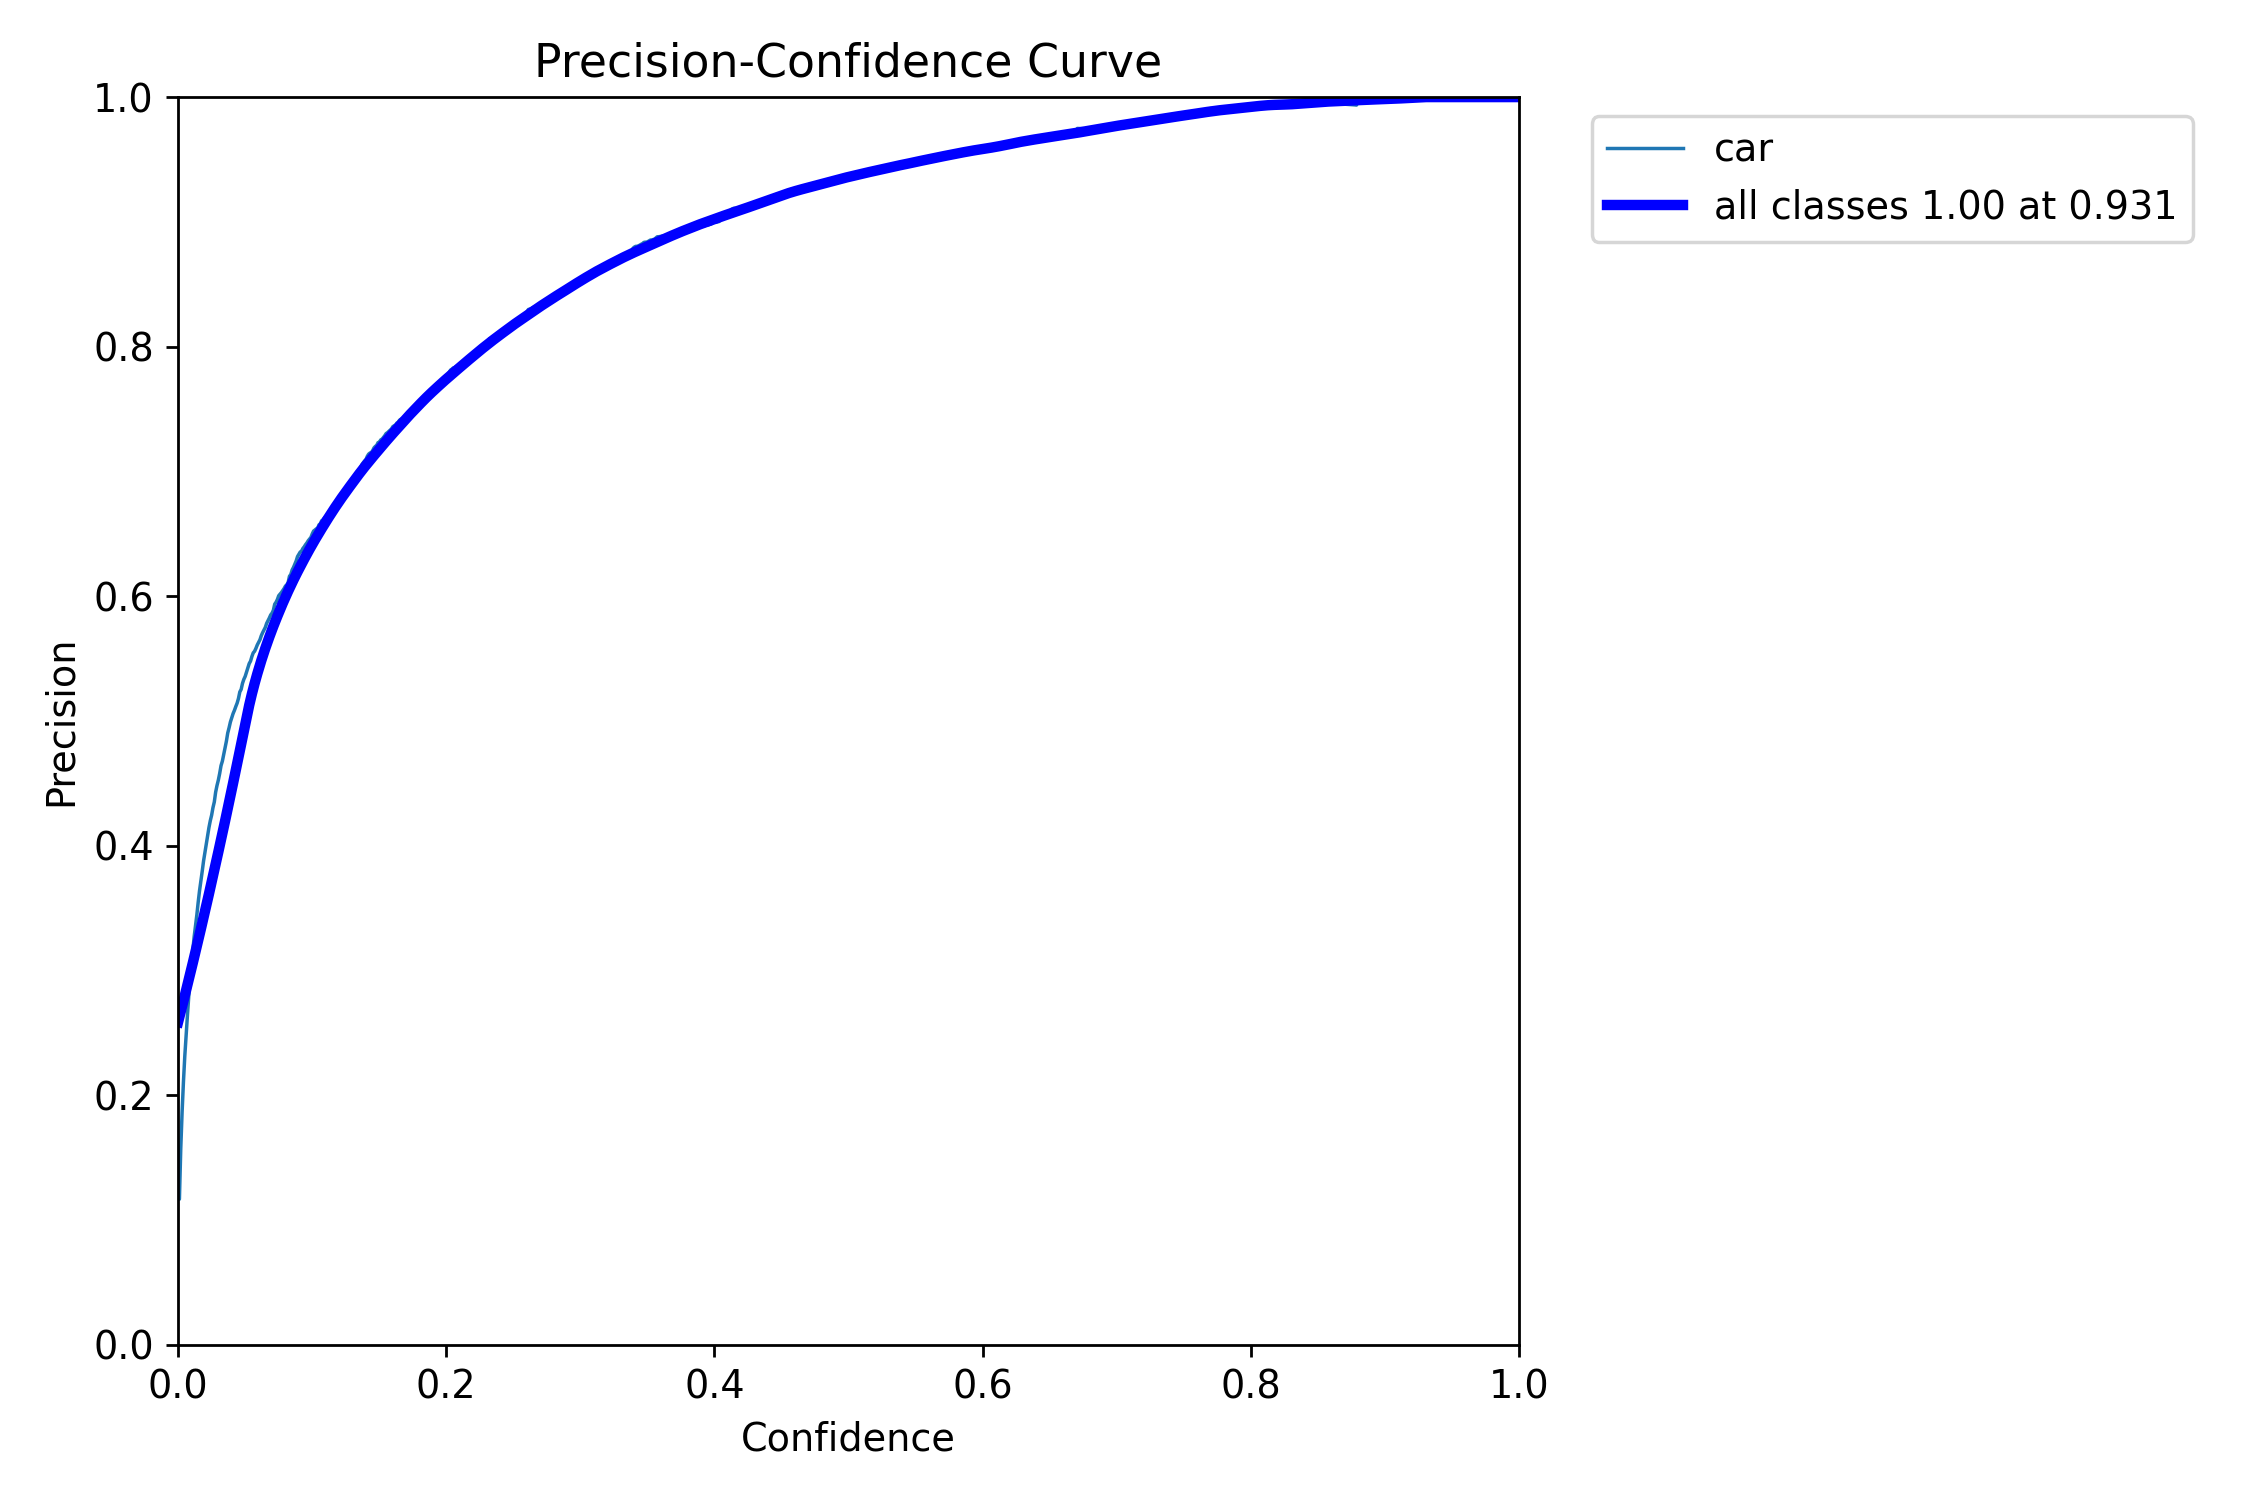 Precision-Confidence Curve
1.0
0.8
0.6
0.4
0.2
0.0
Precision
0.0 0.2 0.4 0.6 0.8 1.0
Confidence
car
all classes 1.00 at 0.931